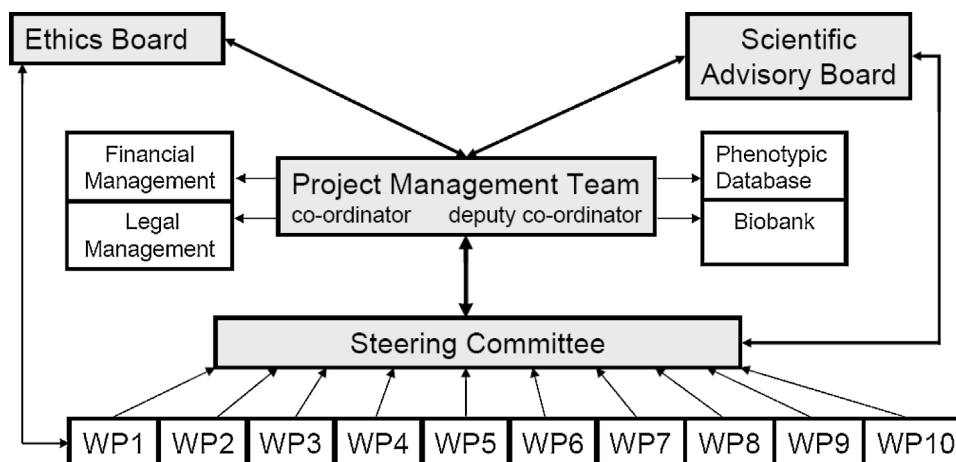 Ethics Board
Scientific
Advisory Board
Financial
Management
Legal
Management
Project Management Team
co-ordinator deputy co-ordinator
Phenotypic
Database
Biobank
Steering Committee
WP1 WP2 WP3 WP4 WP5 WP6 WP7 WP8 WP9 WP10